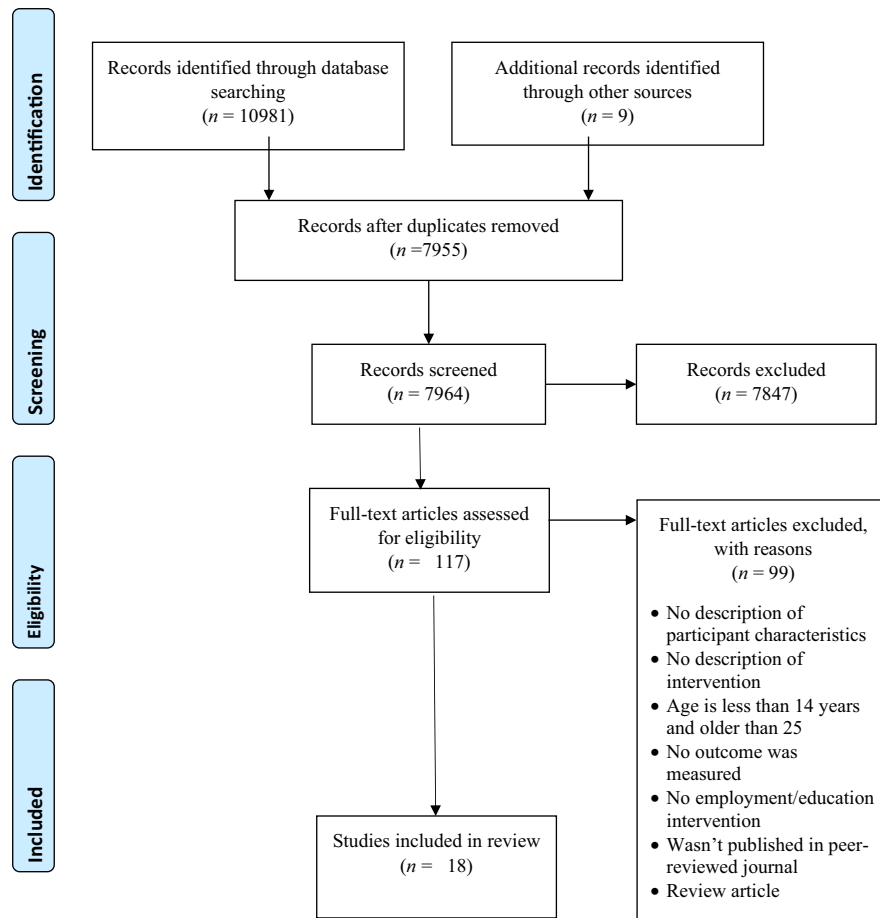 Identification
Records identified through database
searching
(n = 10981)
Additional records identified
through other sources
(n = 9)
Records after duplicates removed
(n =7955)
Screening
Records screened
(n = 7964)
Records excluded
(n = 7847)
Eligibility
Full-text articles assessed
for eligibility
(n = 117)
Full-text articles excluded,
with reasons
(n = 99)
• No description of
participant characteristics
• No description of
intervention
• Age is less than 14 years
and older than 25
• No outcome was
measured
• No employment/education
intervention
• Wasn’t published in peer-
reviewed journal
• Review article
Included
Studies included in review
(n = 18)